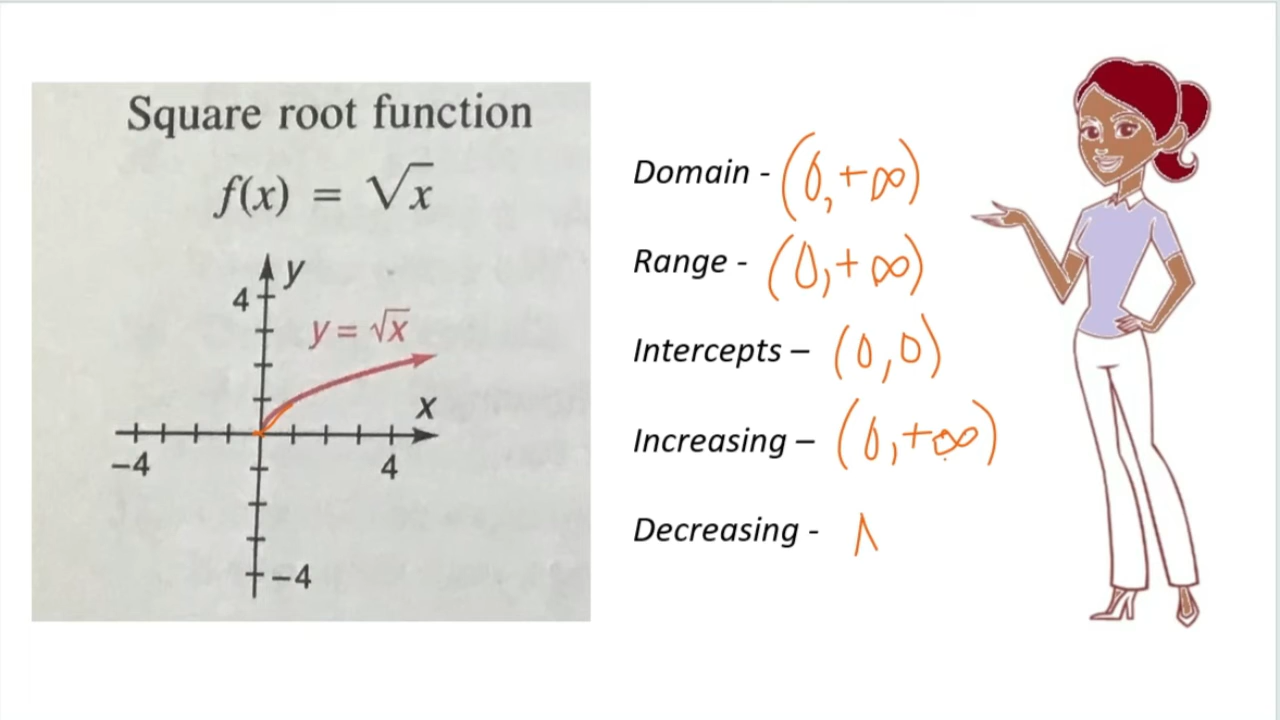 Square root function
f(x) = √x
y
4
y = √x
x
−4
4
−4
Domain - (0, +∞)
Range - (0, +∞)
Intercepts – (0, 0)
Increasing – (0, +∞)
Decreasing -